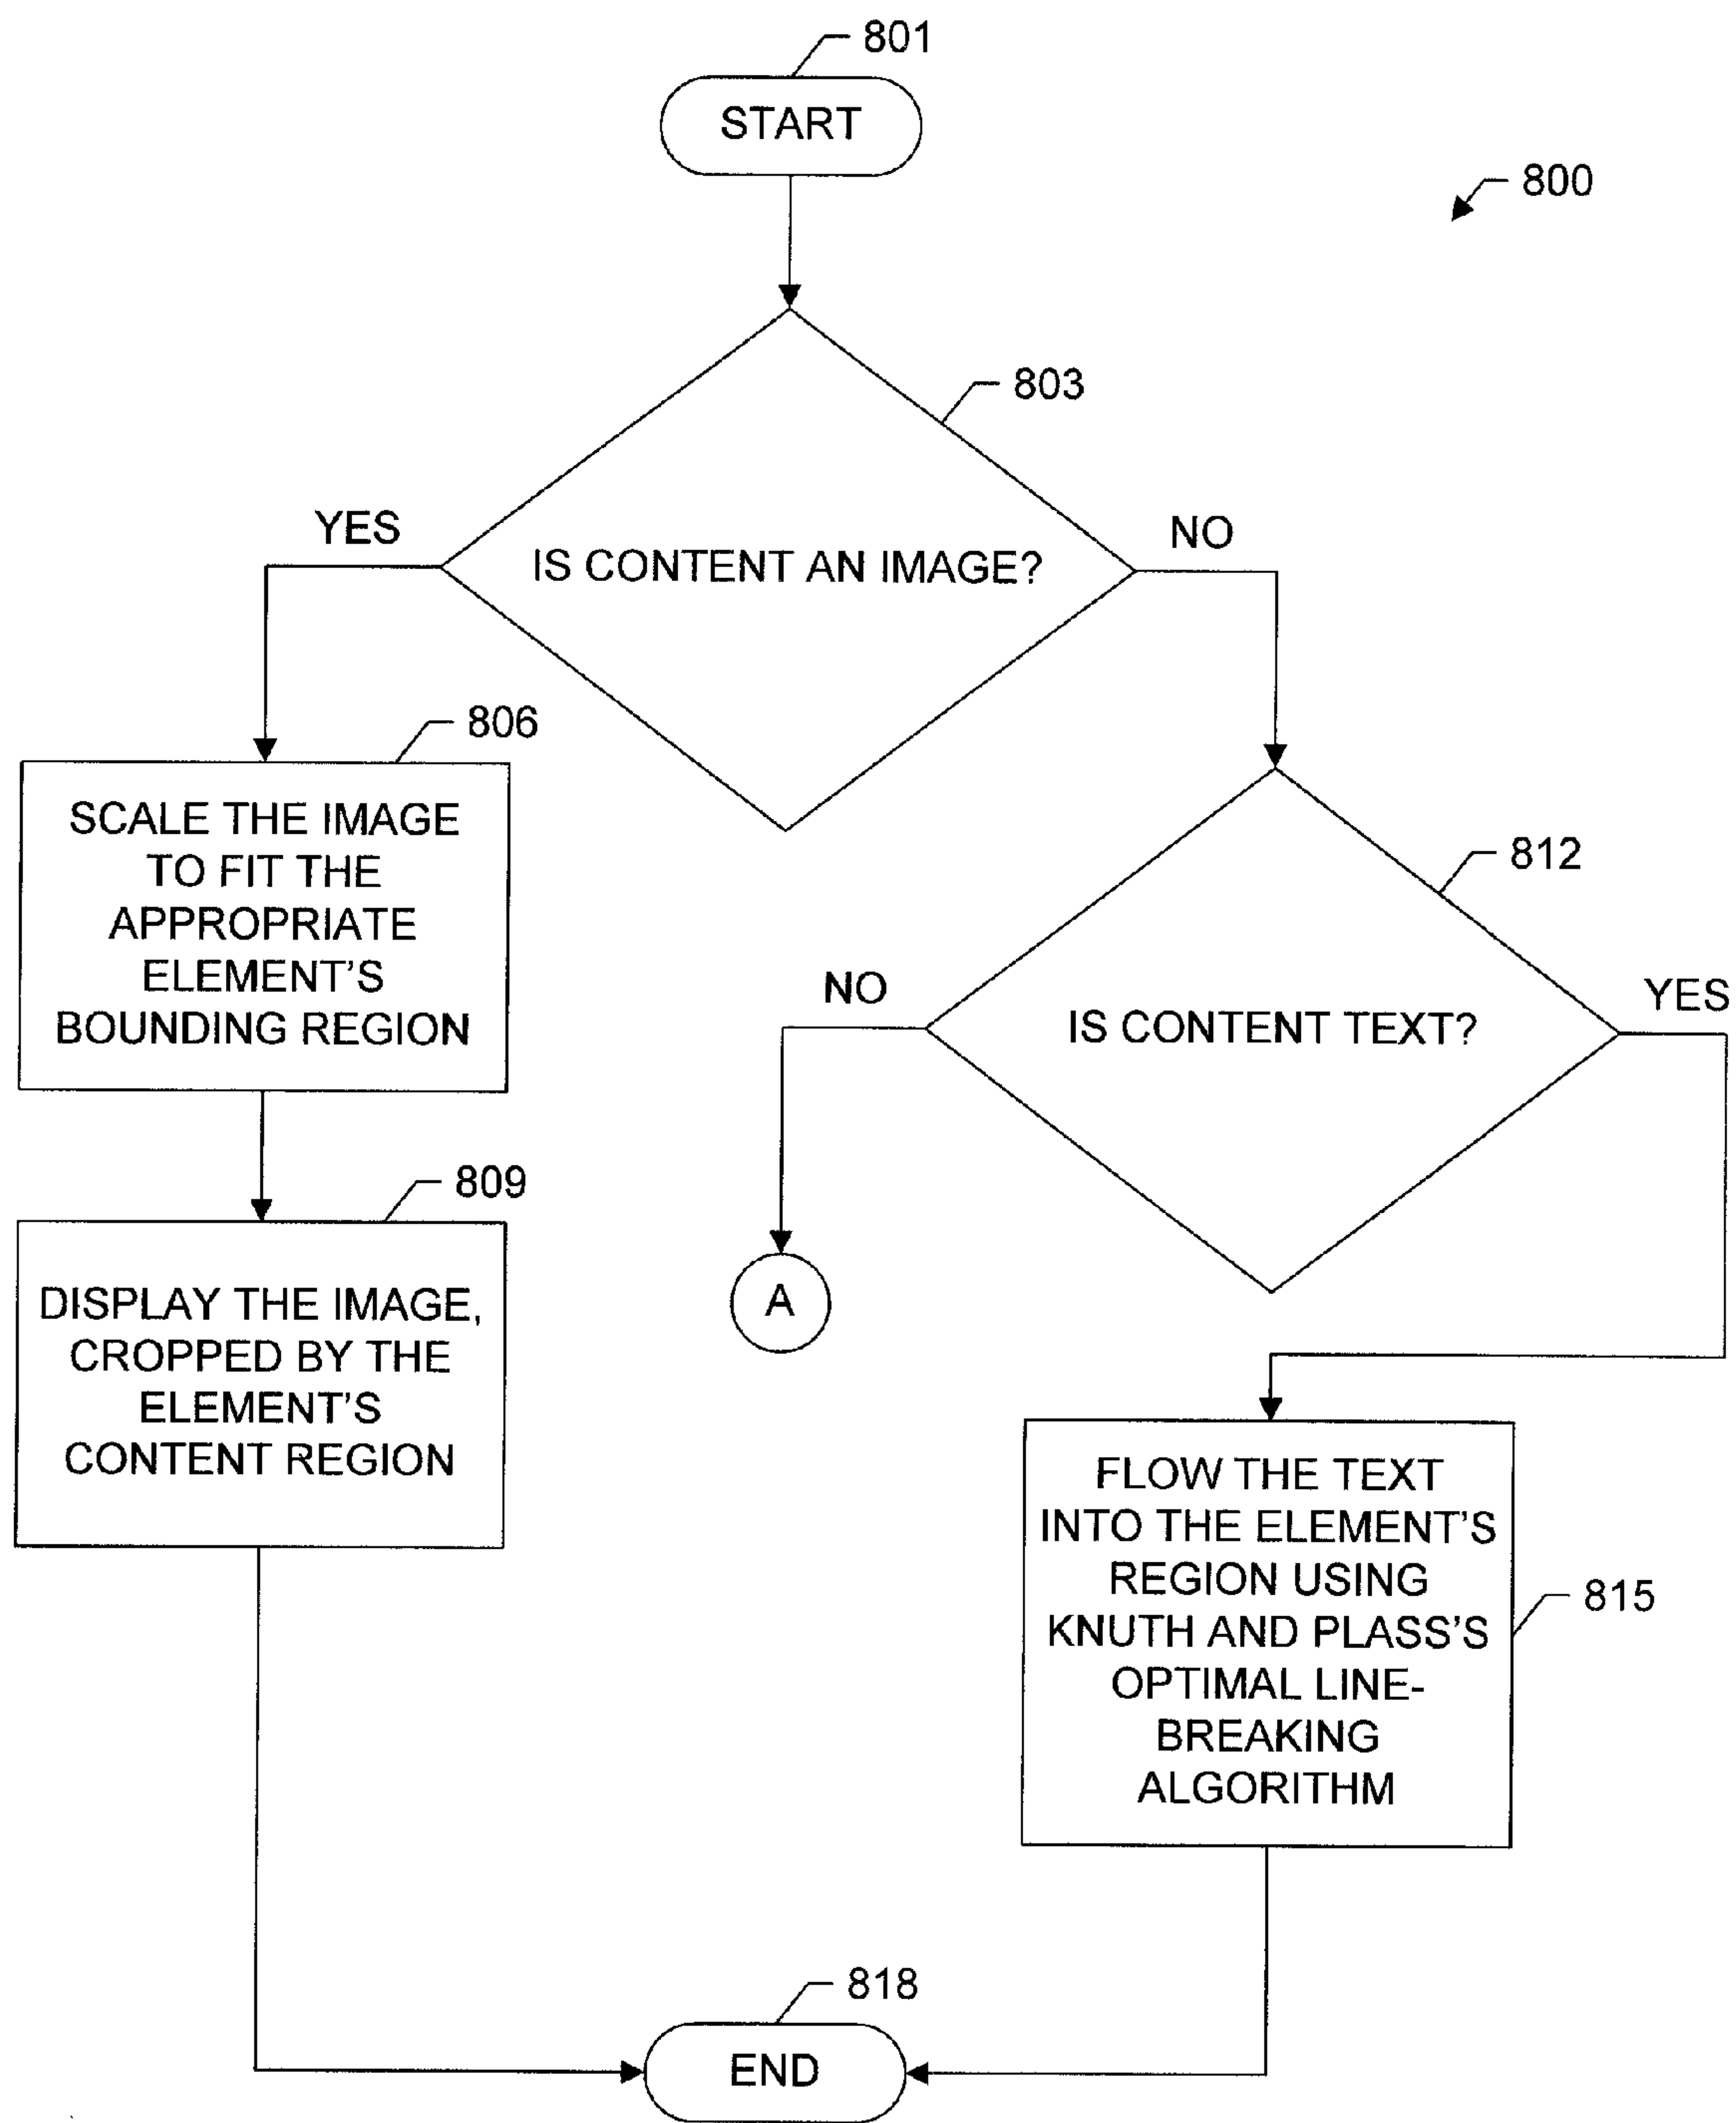 801
START
800
803
YES
NO
IS CONTENT AN IMAGE?
806
SCALE THE IMAGE
TO FIT THE
APPROPRIATE
ELEMENT'S
BOUNDING REGION
812
NO
YES
IS CONTENT TEXT?
809
DISPLAY THE IMAGE,
CROPPED BY THE
ELEMENT'S
CONTENT REGION
A
FLOW THE TEXT
INTO THE ELEMENT'S
REGION USING
KNUTH AND PLASS'S
OPTIMAL LINE-
BREAKING
ALGORITHM
815
818
END